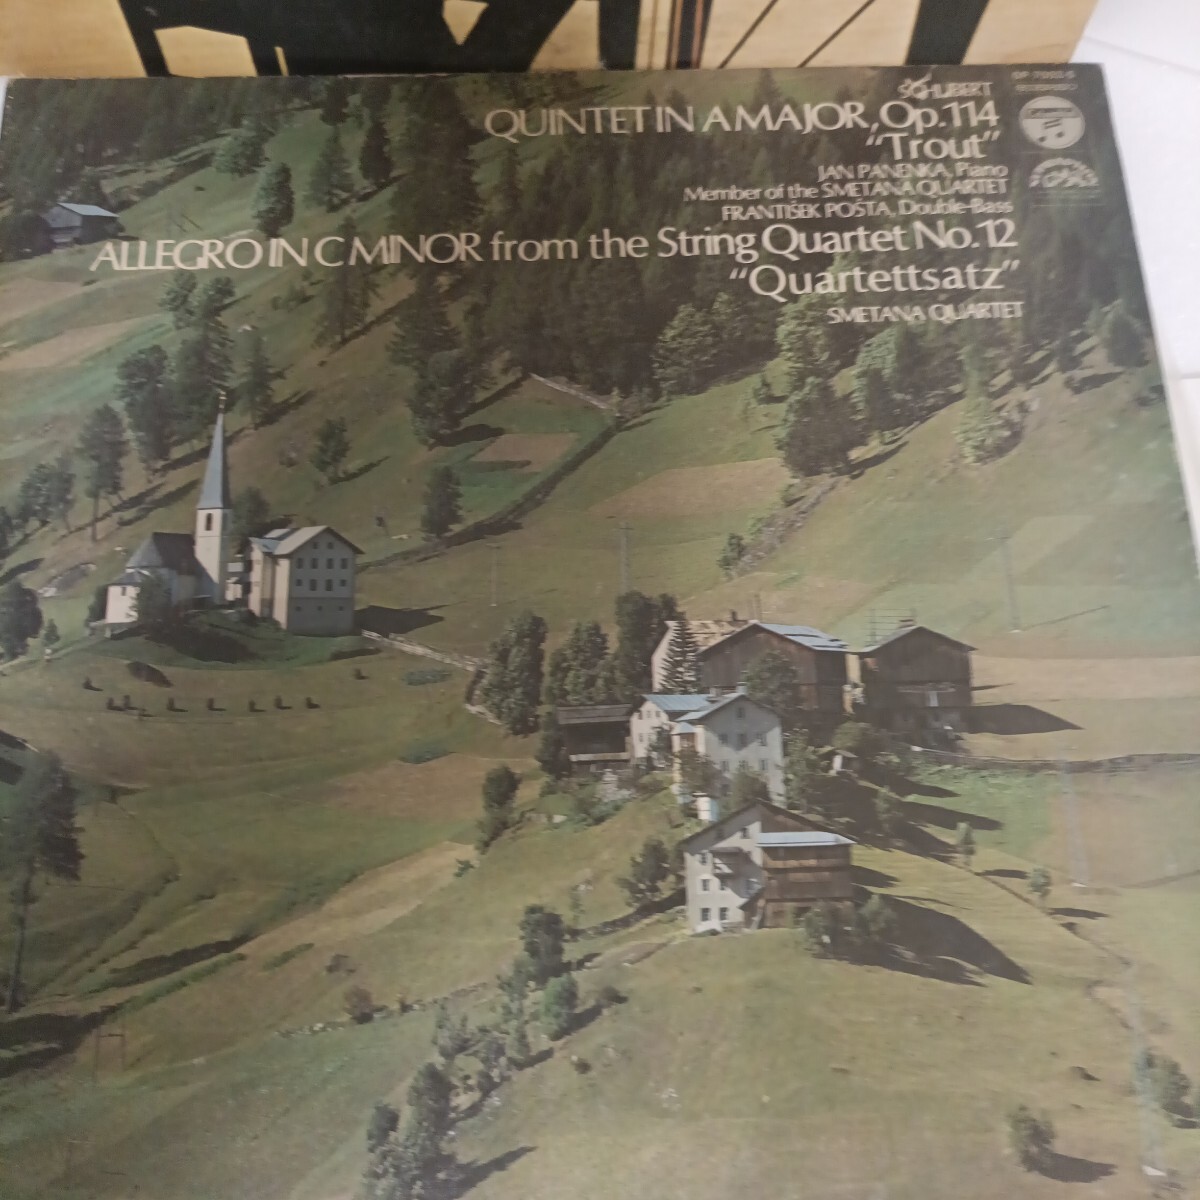 SCHUBERT
QUINTET IN A MAJOR, Op.114
“Trout”
JAN PANENKA, Piano
Member of the SMETANA QUARTET
FRANTIŠEK POŠTA, Double-Bass
ALLEGRO IN C MINOR from the String Quartet No.12
“Quartettsatz”
SMETANA QUARTET